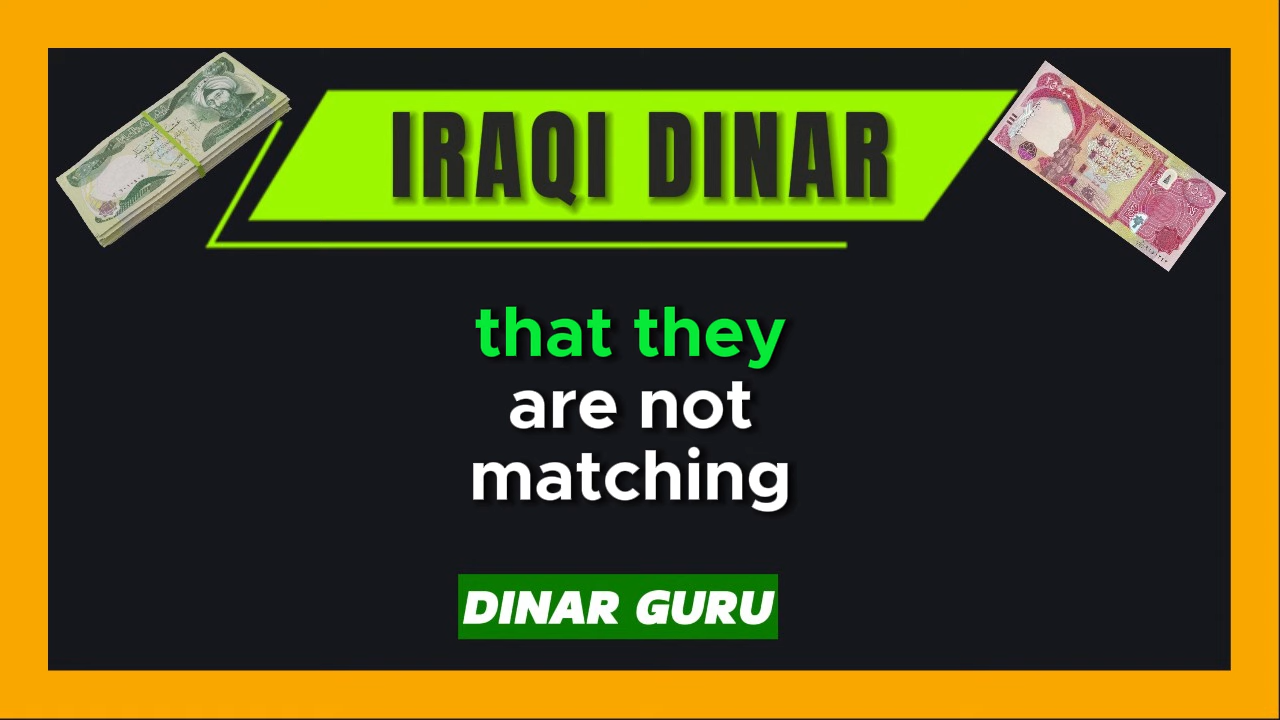 IRAQI DINAR
that they
are not
matching
DINAR GURU